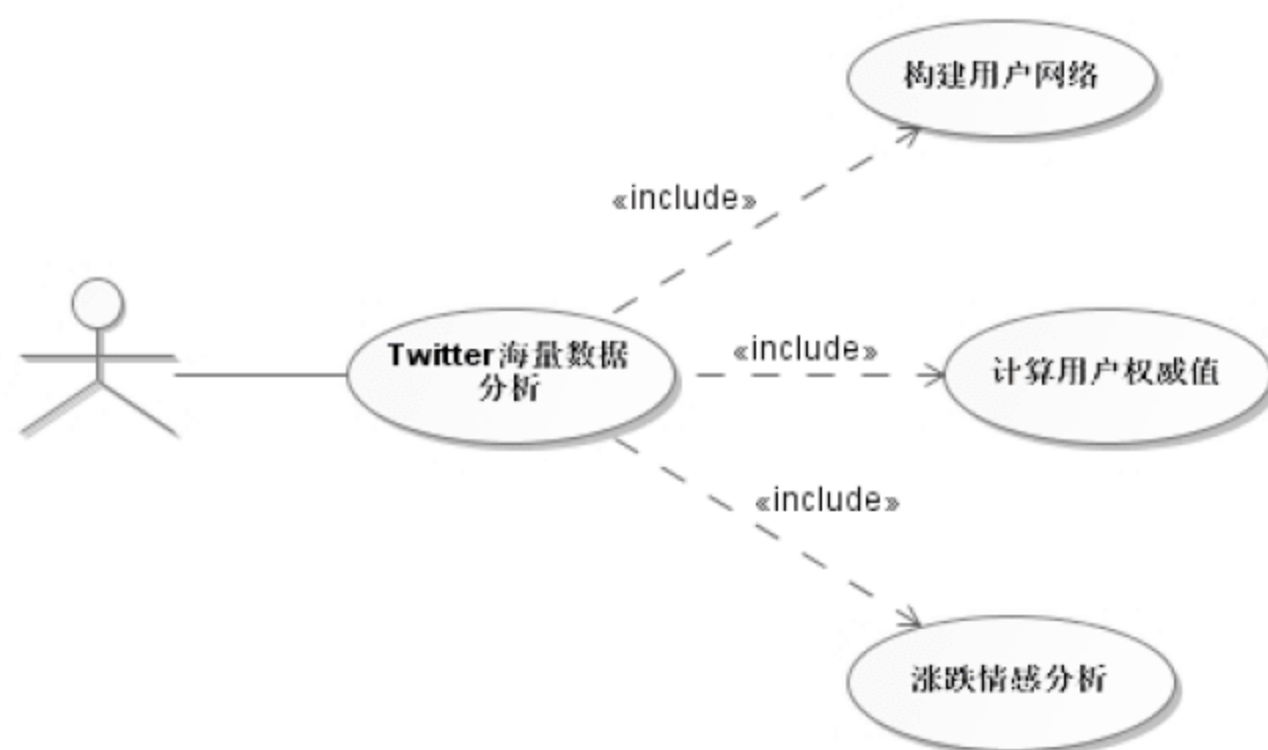 构建用户网络
«include»
Twitter海量数据
分析
«include»
计算用户权威值
«include»
涨跌情感分析